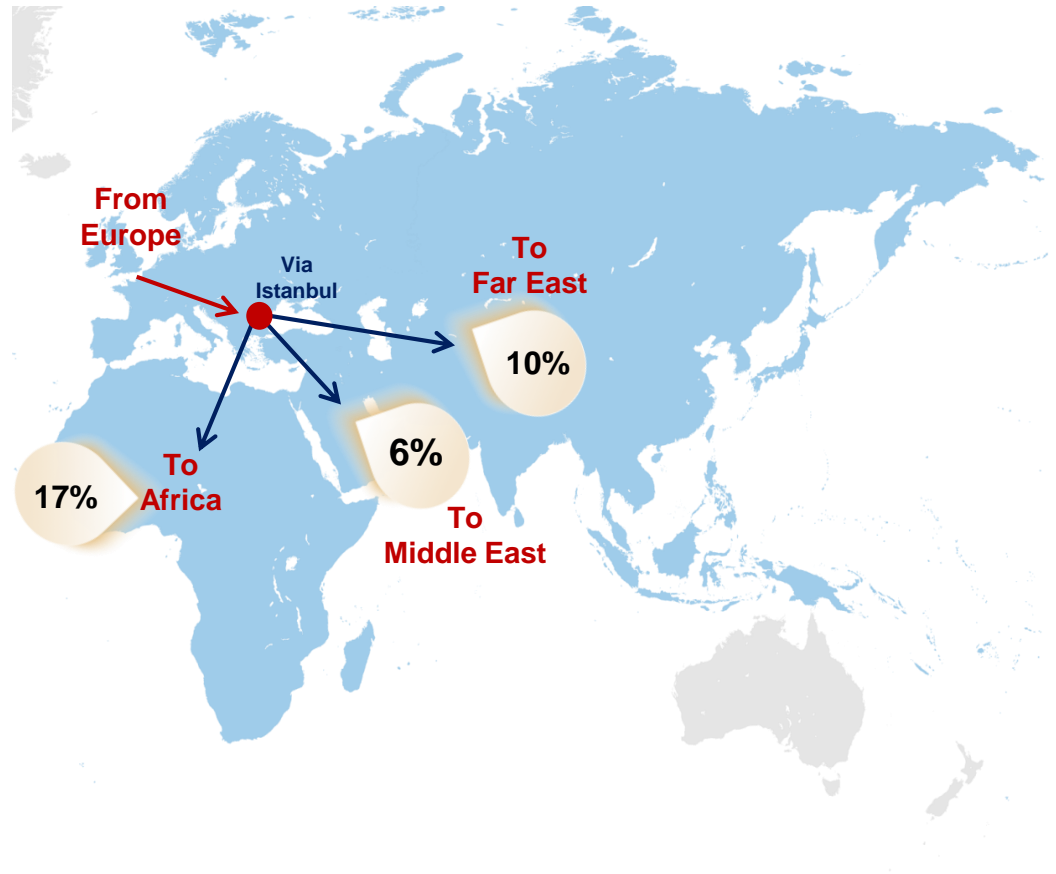 From
Europe
Via
Istanbul
To
Far East
10%
6%
To
Middle East
17%
To
Africa